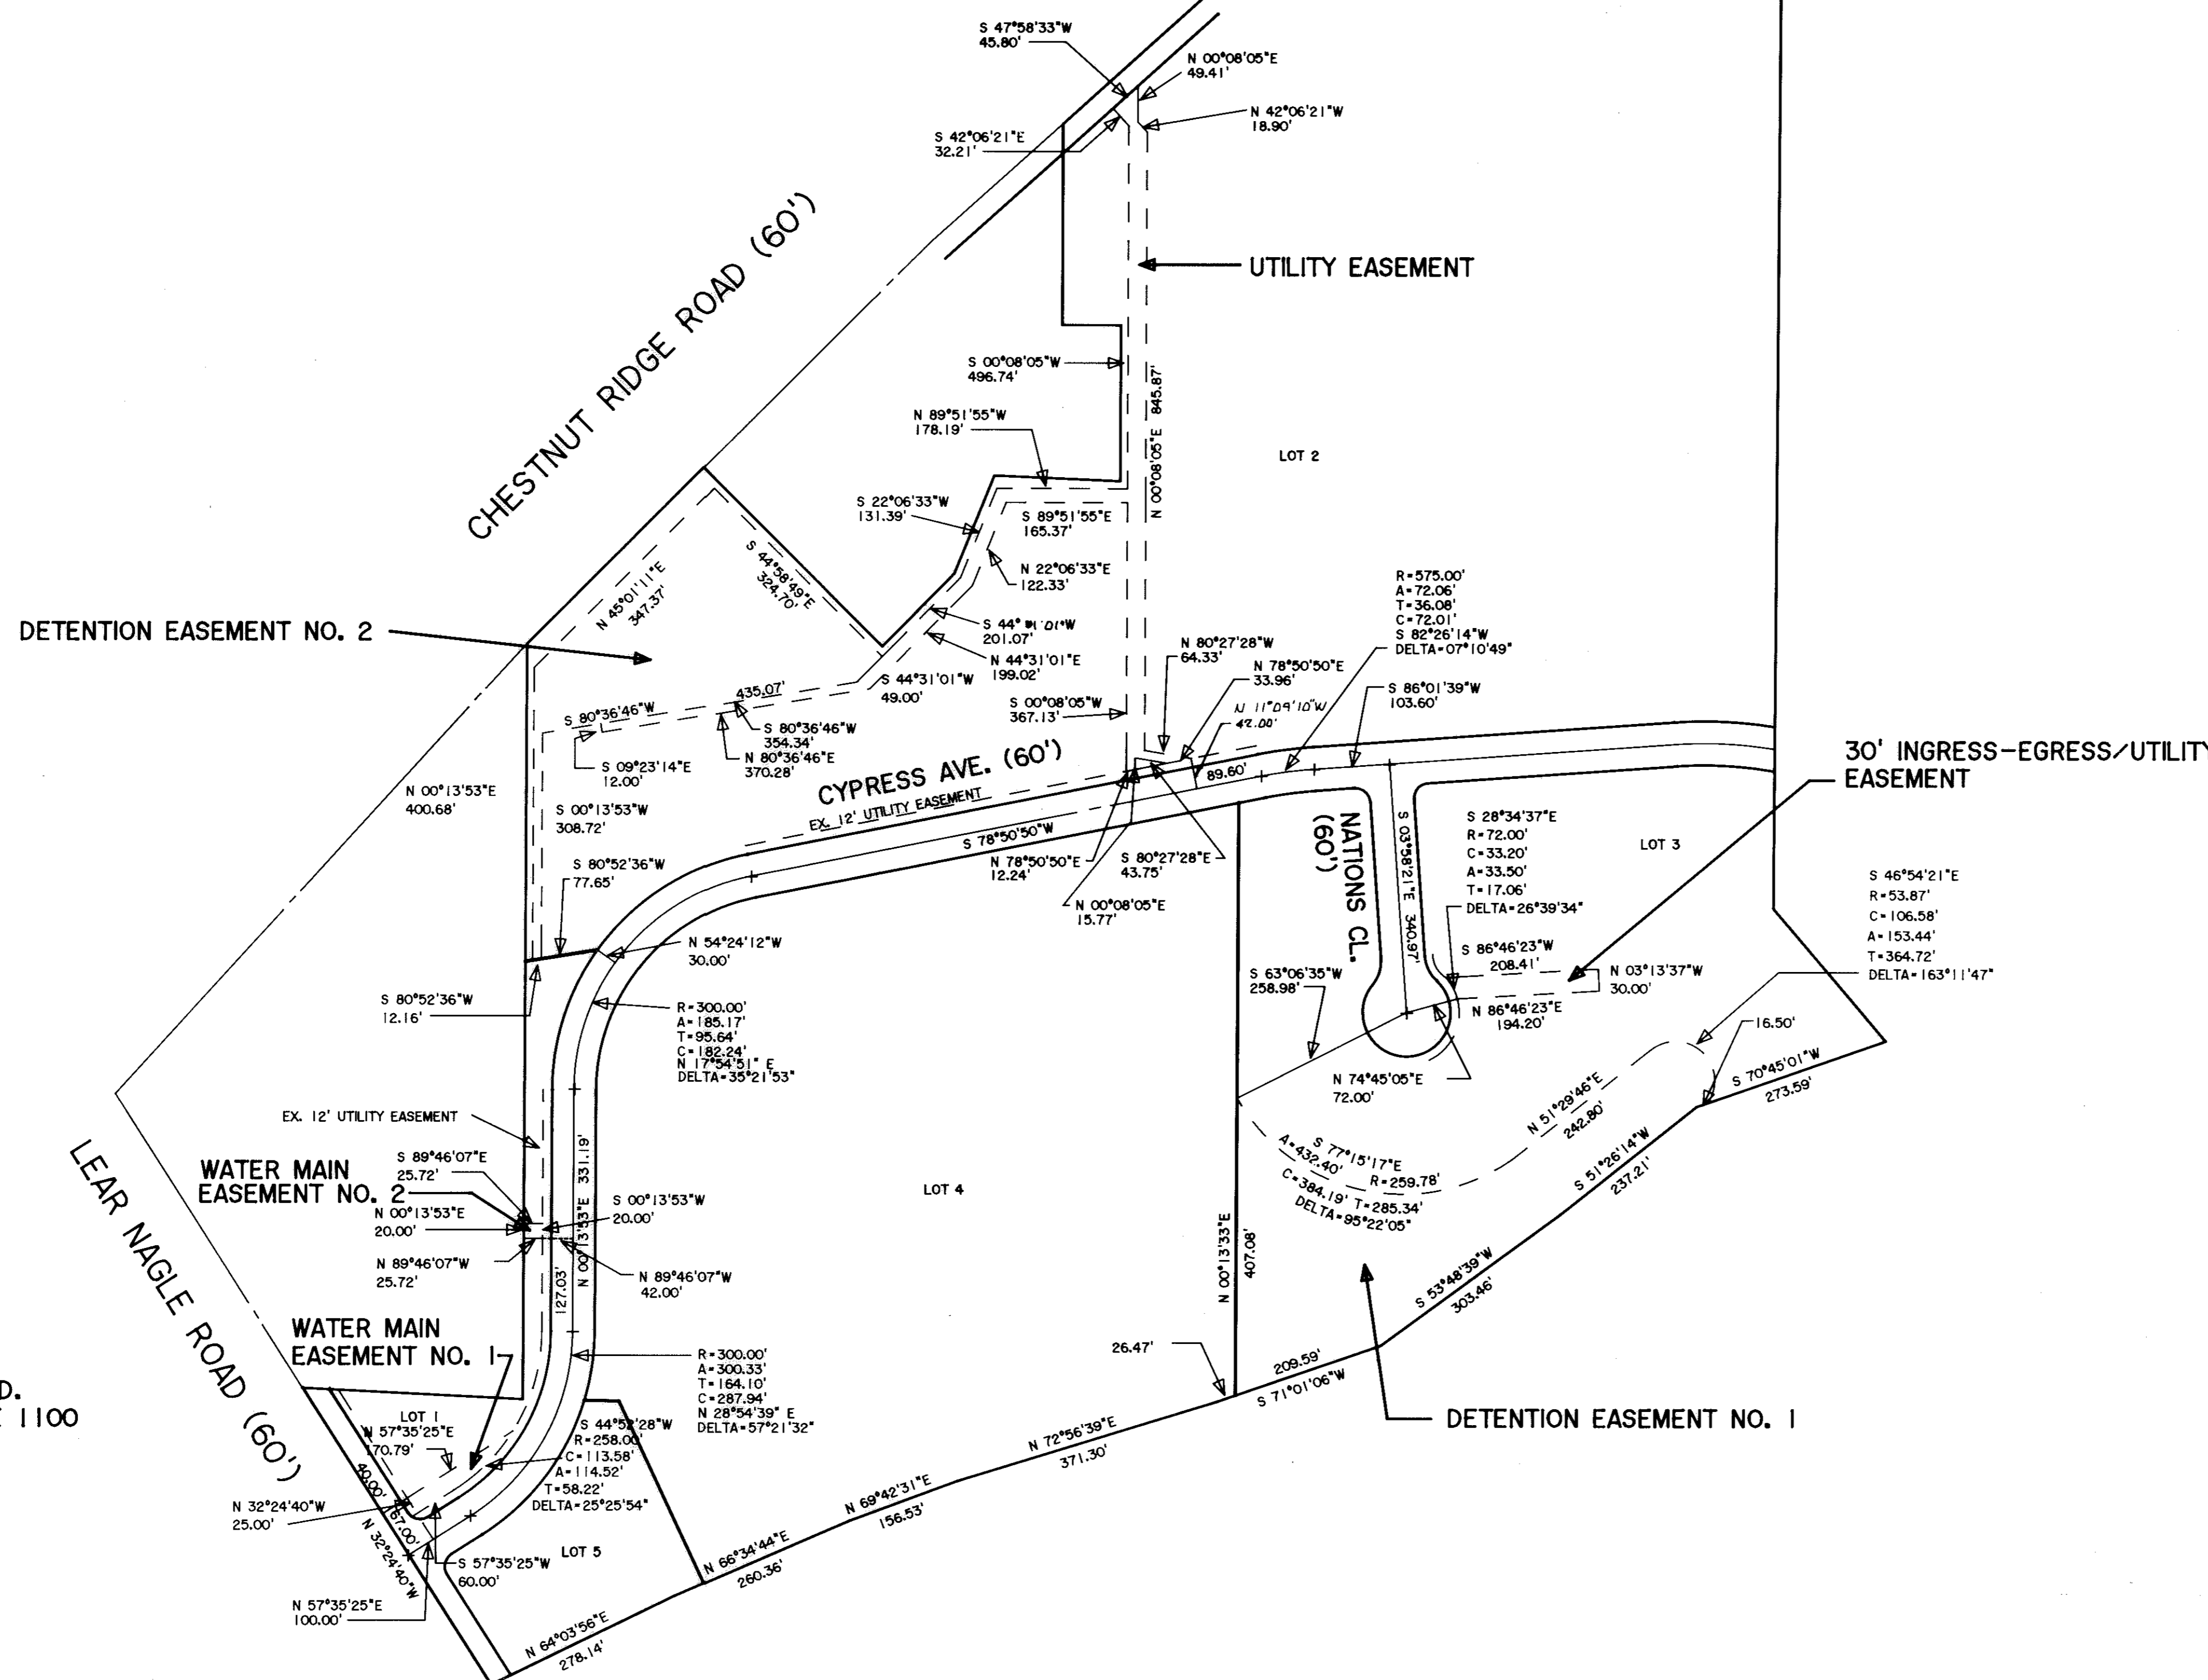 S 47°58'33"W
45.80'
N 00°08'05"E
49.41'
N 42°06'21"W
18.90'
S 42°06'21"E
32.21'
CHESTNUT RIDGE ROAD (60')
UTILITY EASEMENT
S 00°08'05"W
496.74'
N 00°08'05"E 845.87'
N 89°51'55"W
178.19'
LOT 2
S 22°06'33"W
131.39'
S 89°51'55"E
165.37'
N 22°06'33"E
122.33'
S 44°58'49"E
324.70'
N 45°01'11"E
347.37'
DETENTION EASEMENT NO. 2
S 44° '01"W
201.07'
N 44°31'01"E
199.02'
S 44°31'01"W
49.00'
R=575.00'
A=72.06'
T=36.08'
C=72.01'
S 82°26'14"W
DELTA=07°10'49"
N 80°27'28"W
64.33'
N 78°50'50"E
33.96'
N 11°09'10"W
42.00'
S 86°01'39"W
103.60'
S 00°08'05"W
367.13'
S 80°36'46"W
435.07'
S 80°36'46"W
354.34'
N 80°36'46"E
370.28'
S 09°23'14"E
12.00'
N 00°13'53"E
400.68'
S 00°13'53"W
308.72'
CYPRESS AVE. (60')
EX. 12' UTILITY EASEMENT
89.60'
30' INGRESS-EGRESS/UTILITY
EASEMENT
S 78°50'50"W
N 78°50'50"E
12.24'
S 80°27'28"E
43.75'
N 00°08'05"E
15.77'
NATIONS CL.
(60')
S 03°58'21"E 340.97'
S 28°34'37"E
R=72.00'
C=33.20'
A=33.50'
T=17.06'
DELTA=26°39'34"
LOT 3
S 46°54'21"E
R=53.87'
C=106.58'
A=153.44'
T=364.72'
DELTA=163°11'47"
S 80°52'36"W
77.65'
N 54°24'12"W
30.00'
S 86°46'23"W
208.41'
N 03°13'37"W
30.00'
N 86°46'23"E
194.20'
S 63°06'35"W
258.98'
S 80°52'36"W
12.16'
R=300.00'
A=185.17'
T=95.64'
C=182.24'
N 17°54'51" E
DELTA=35°21'53"
16.50'
N 74°45'05"E
72.00'
S 70°45'01"W
273.59'
N 51°29'46"E
242.80'
EX. 12' UTILITY EASEMENT
S 77°15'17"E
A=432.40'
R=259.78'
C=384.19' T=285.34'
DELTA=95°22'05"
S 51°26'14"W
237.21'
LEAR NAGLE ROAD (60')
S 89°46'07"E
25.72'
WATER MAIN
EASEMENT NO. 2
N 00°13'53"E
20.00'
S 00°13'53"W
20.00'
N 00°13'53"E 331.19'
LOT 4
N 89°46'07"W
25.72'
N 89°46'07"W
42.00'
127.03'
N 00°13'33"E
407.08'
S 53°48'39"W
303.46'
WATER MAIN
EASEMENT NO. 1
R=300.00'
A=300.33'
T=164.10'
C=287.94'
N 28°54'39" E
DELTA=57°21'32"
26.47'
209.59'
S 71°01'06"W
D.
1100
DETENTION EASEMENT NO. 1
LOT 1
N 57°35'25"E
170.79'
S 44°52'28"W
R=258.00'
C=113.58'
A=114.52'
T=58.22'
DELTA=25°25'54"
N 72°56'39"E
371.30'
40.00'
67.00'
N 32°24'40"W
25.00'
N 32°24'40"W
N 69°42'31"E
156.53'
LOT 5
S 57°35'25"W
60.00'
N 66°34'44"E
260.36'
N 57°35'25"E
100.00'
N 64°03'56"E
278.14'